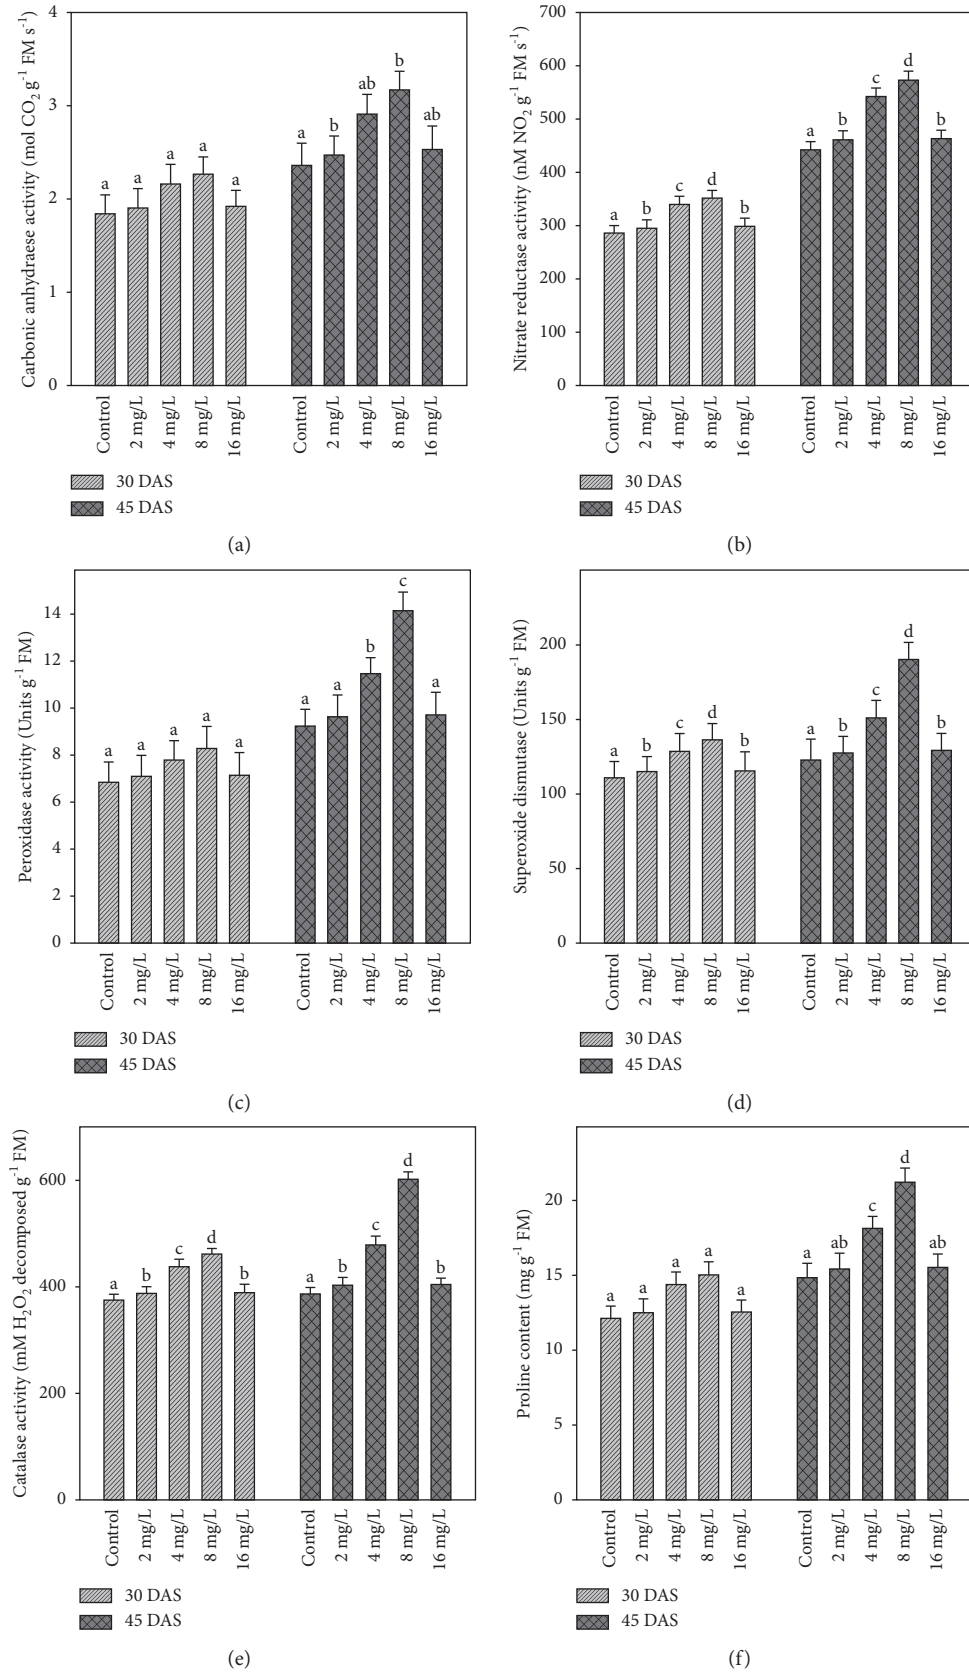 Carbonic anhydraese activity (mol CO₂ g⁻¹ FM s⁻¹)
4
3
2
1
0
a a a a a
a b ab b ab
Control 2 mg/L 4 mg/L 8 mg/L 16 mg/L
Control 2 mg/L 4 mg/L 8 mg/L 16 mg/L
30 DAS
45 DAS
(a)
Nitrate reductase activity (nM NO₂ g⁻¹ FM s⁻¹)
700
600
500
400
300
200
100
0
a b c d b
a b c d b
Control 2 mg/L 4 mg/L 8 mg/L 16 mg/L
Control 2 mg/L 4 mg/L 8 mg/L 16 mg/L
30 DAS
45 DAS
(b)
Peroxidase activity (Units g⁻¹ FM)
14
12
10
8
6
4
2
0
a a a a a
a a b c a
Control 2 mg/L 4 mg/L 8 mg/L 16 mg/L
Control 2 mg/L 4 mg/L 8 mg/L 16 mg/L
30 DAS
45 DAS
(c)
Superoxide dismutase (Units g⁻¹ FM)
200
150
100
50
0
a b c d b
a b c d b
Control 2 mg/L 4 mg/L 8 mg/L 16 mg/L
Control 2 mg/L 4 mg/L 8 mg/L 16 mg/L
30 DAS
45 DAS
(d)
Catalase activity (mM H₂O₂ decomposed g⁻¹ FM)
600
400
200
0
a b c d b
a b c d b
Control 2 mg/L 4 mg/L 8 mg/L 16 mg/L
Control 2 mg/L 4 mg/L 8 mg/L 16 mg/L
30 DAS
45 DAS
(e)
Proline content (mg g⁻¹ FM)
20
15
10
5
0
a a a a a
a ab c d ab
Control 2 mg/L 4 mg/L 8 mg/L 16 mg/L
Control 2 mg/L 4 mg/L 8 mg/L 16 mg/L
30 DAS
45 DAS
(f)